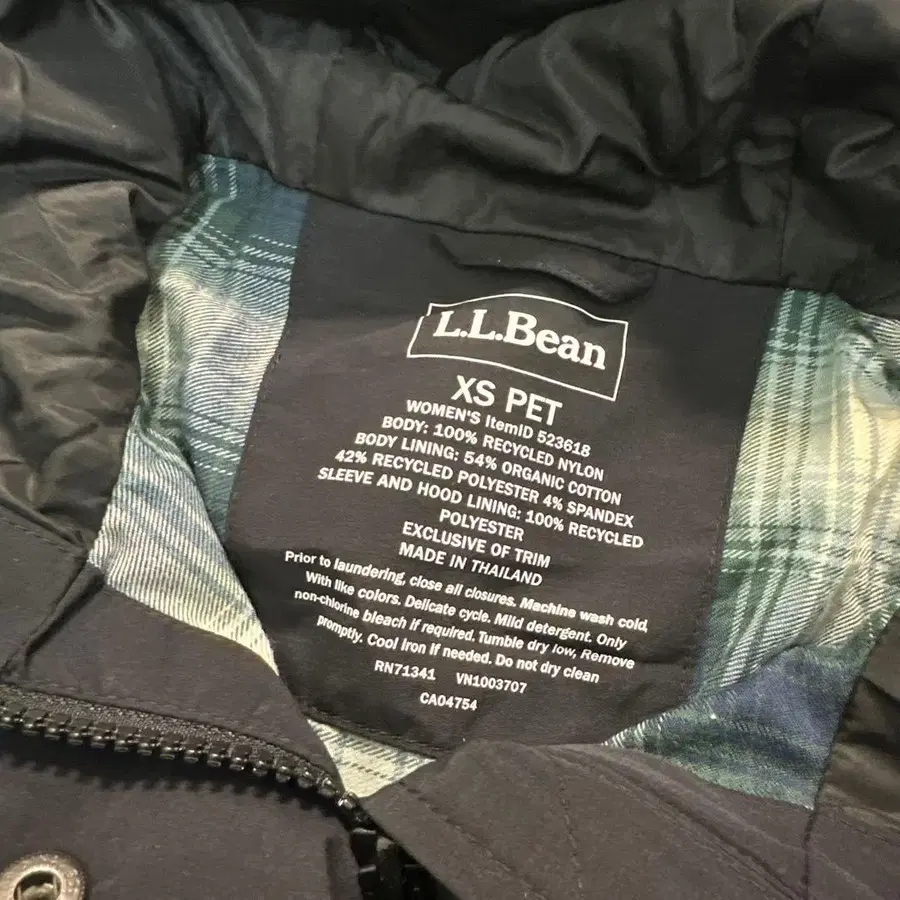 L.L.Bean
XS PET
WOMEN'S ItemID 523618
BODY: 100% RECYCLED NYLON
BODY LINING: 54% ORGANIC COTTON
42% RECYCLED POLYESTER 4% SPANDEX
SLEEVE AND HOOD LINING: 100% RECYCLED
POLYESTER
EXCLUSIVE OF TRIM
MADE IN THAILAND
Prior to laundering, close all closures. Machine wash cold,
With like colors. Delicate cycle. Mild detergent. Only
non-chlorine bleach if required. Tumble dry low, Remove
promptly. Cool iron if needed. Do not dry clean
RN71341 VN1003707
CA04754